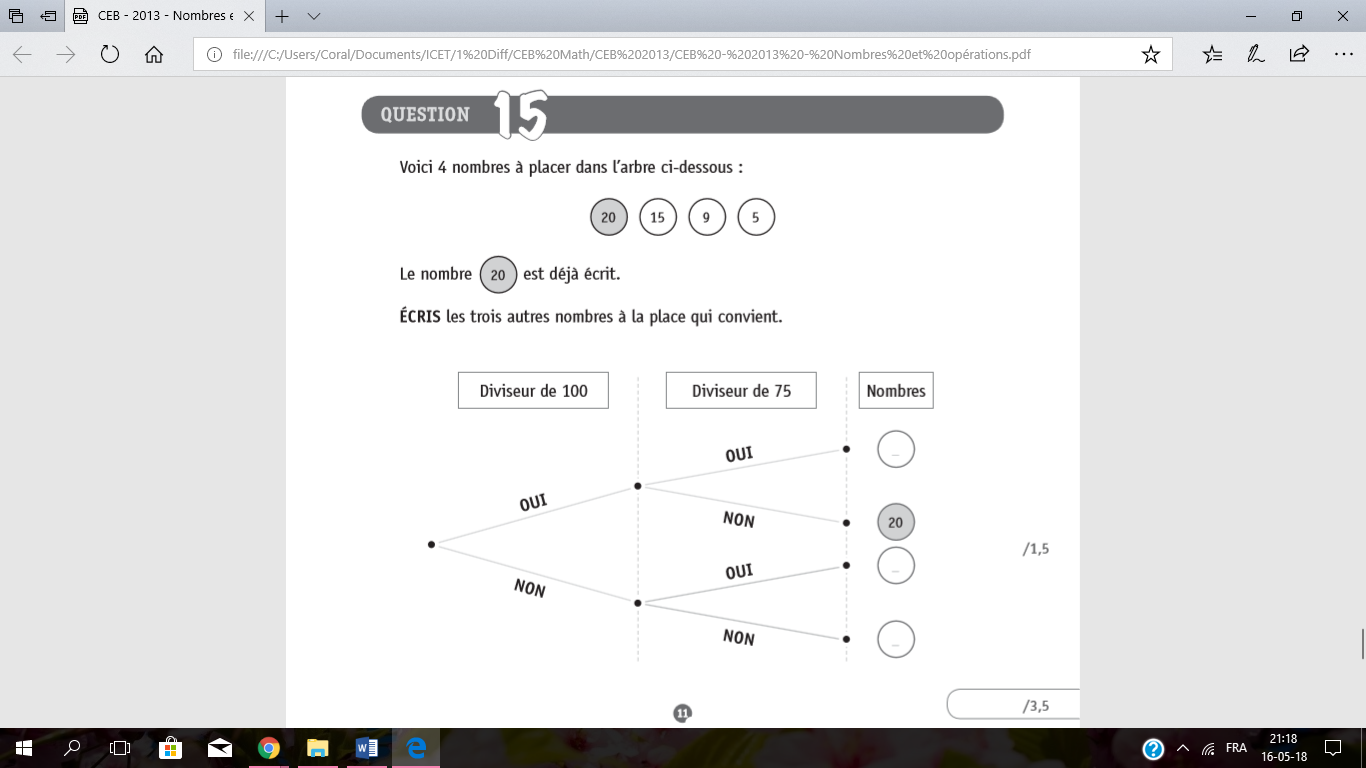 CEB - 2013 - Nombres e
file:///C:/Users/Coral/Documents/ICET/1%20Diff/CEB%20Math/CEB%202013/CEB%20-%202013%20-%20Nombres%20et%20opérations.pdf
QUESTION 15
Voici 4 nombres à placer dans l'arbre ci-dessous :
20 15 9 5
Le nombre 20 est déjà écrit.
ÉCRIS les trois autres nombres à la place qui convient.
Diviseur de 100 Diviseur de 75 Nombres
OUI
OUI
NON
20
/1,5
OUI
NON
NON
/3,5
11
21:18
FRA
16-05-18